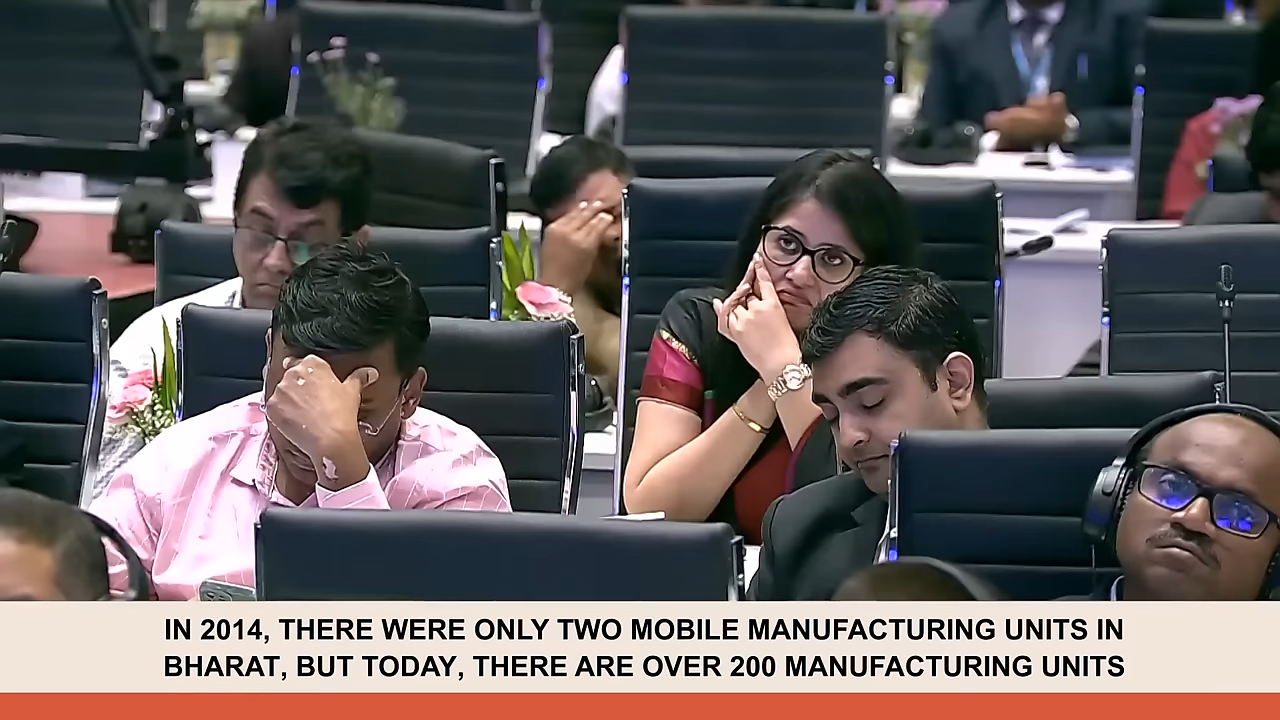 IN 2014, THERE WERE ONLY TWO MOBILE MANUFACTURING UNITS IN
BHARAT, BUT TODAY, THERE ARE OVER 200 MANUFACTURING UNITS